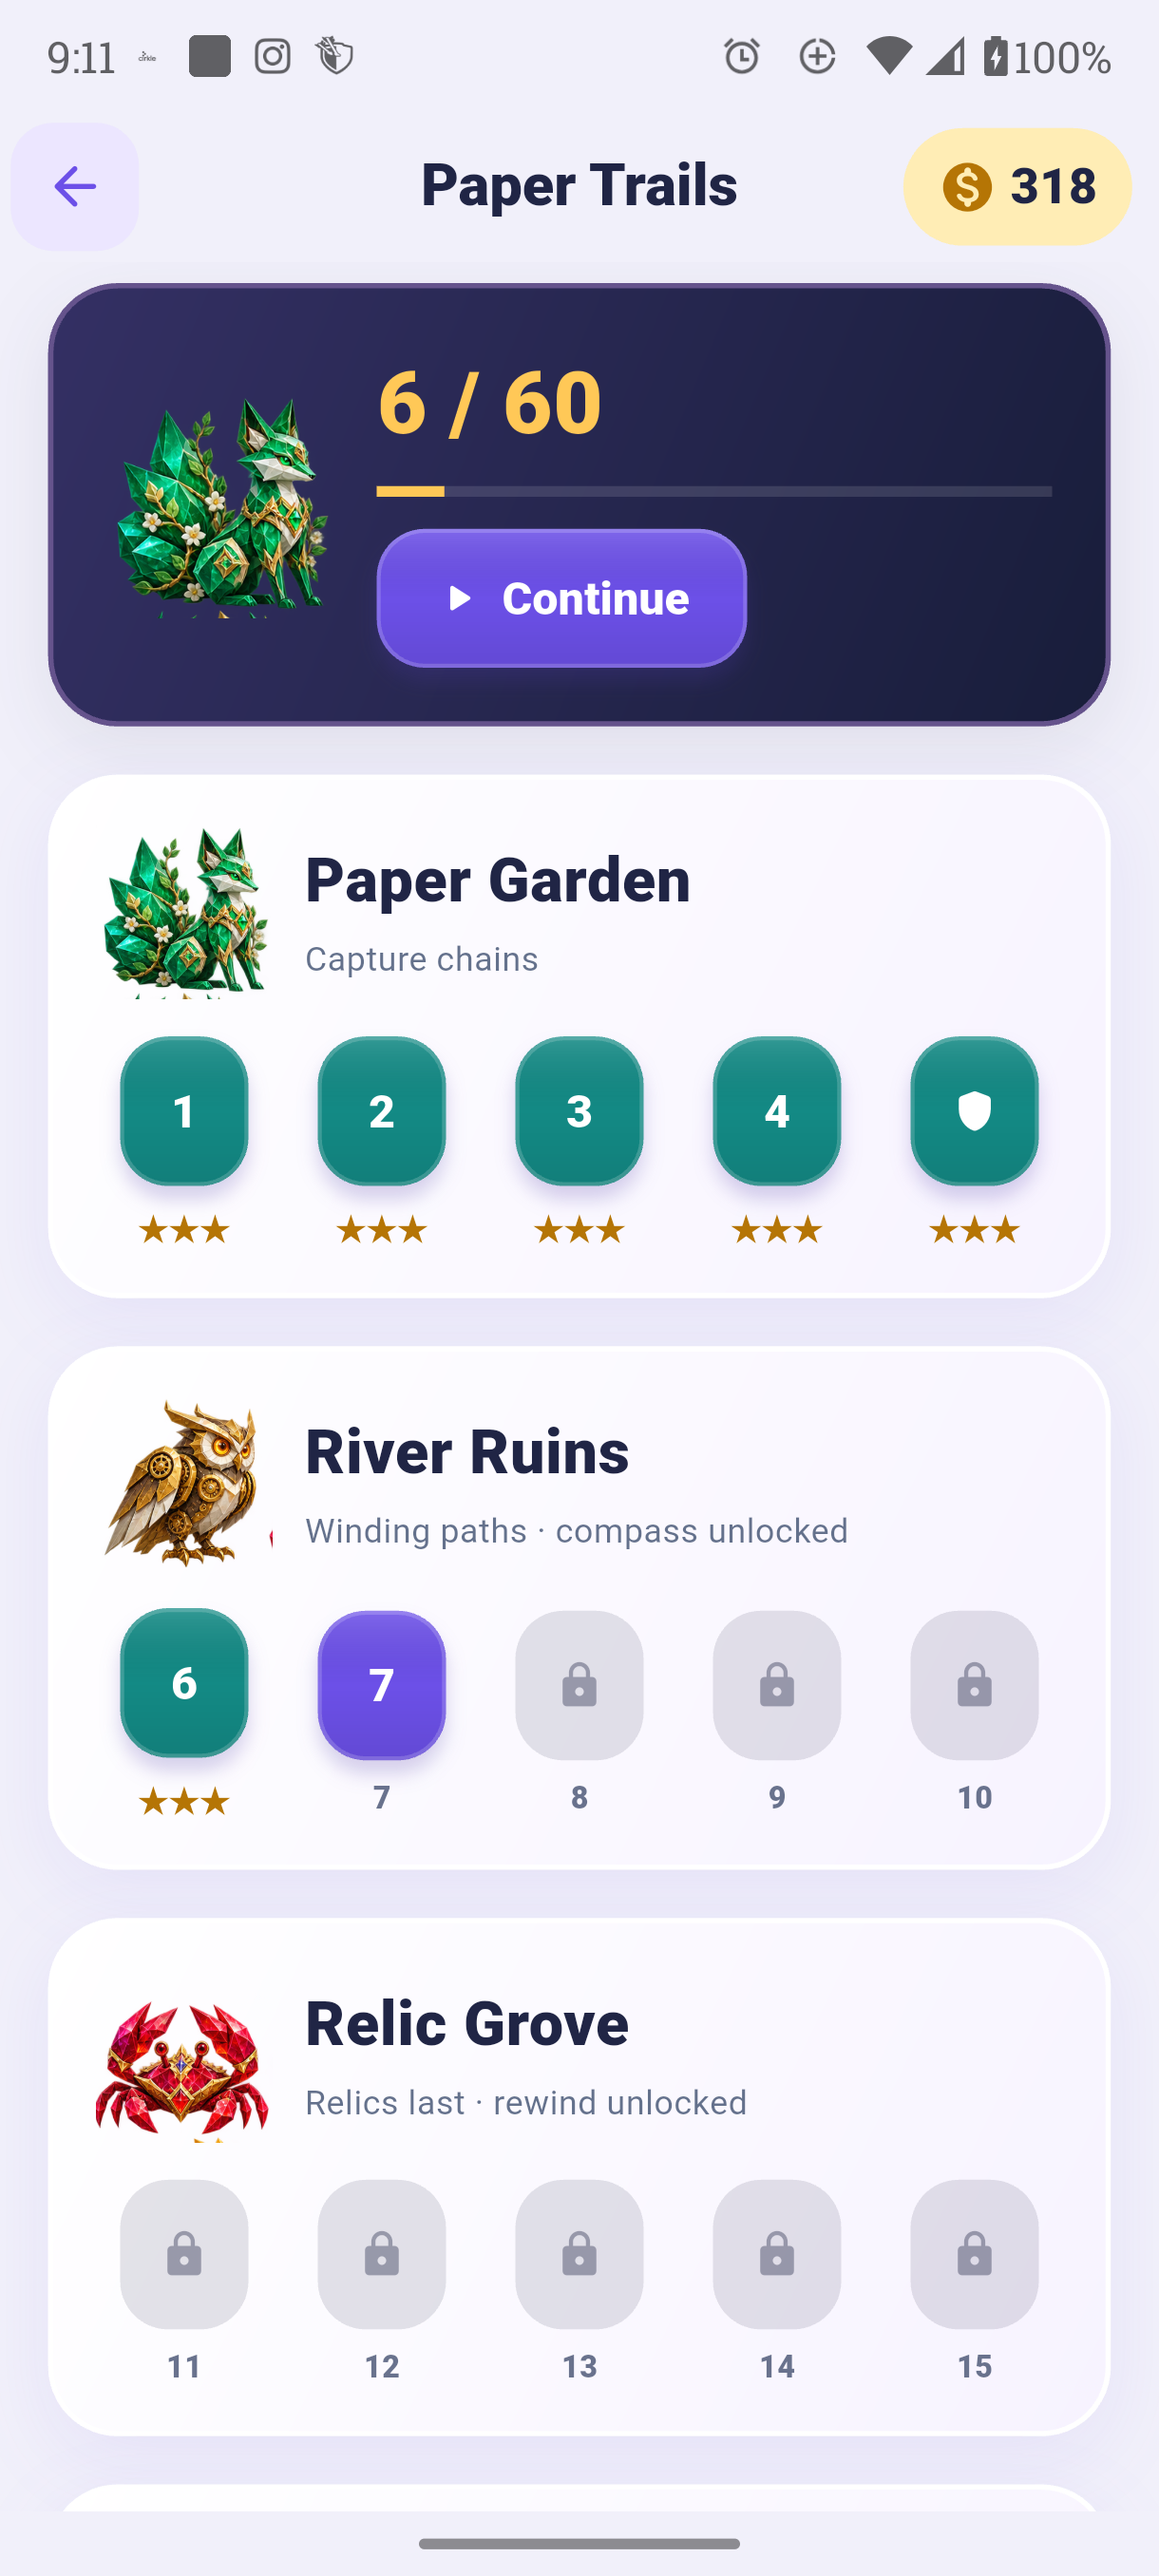 9:11
cirkle
100%
Paper Trails
318
6 / 60
Continue
Paper Garden
Capture chains
1 2 3 4
★★★ ★★★ ★★★ ★★★ ★★★
River Ruins
Winding paths · compass unlocked
6 7
★★★ 7 8 9 10
Relic Grove
Relics last · rewind unlocked
11 12 13 14 15